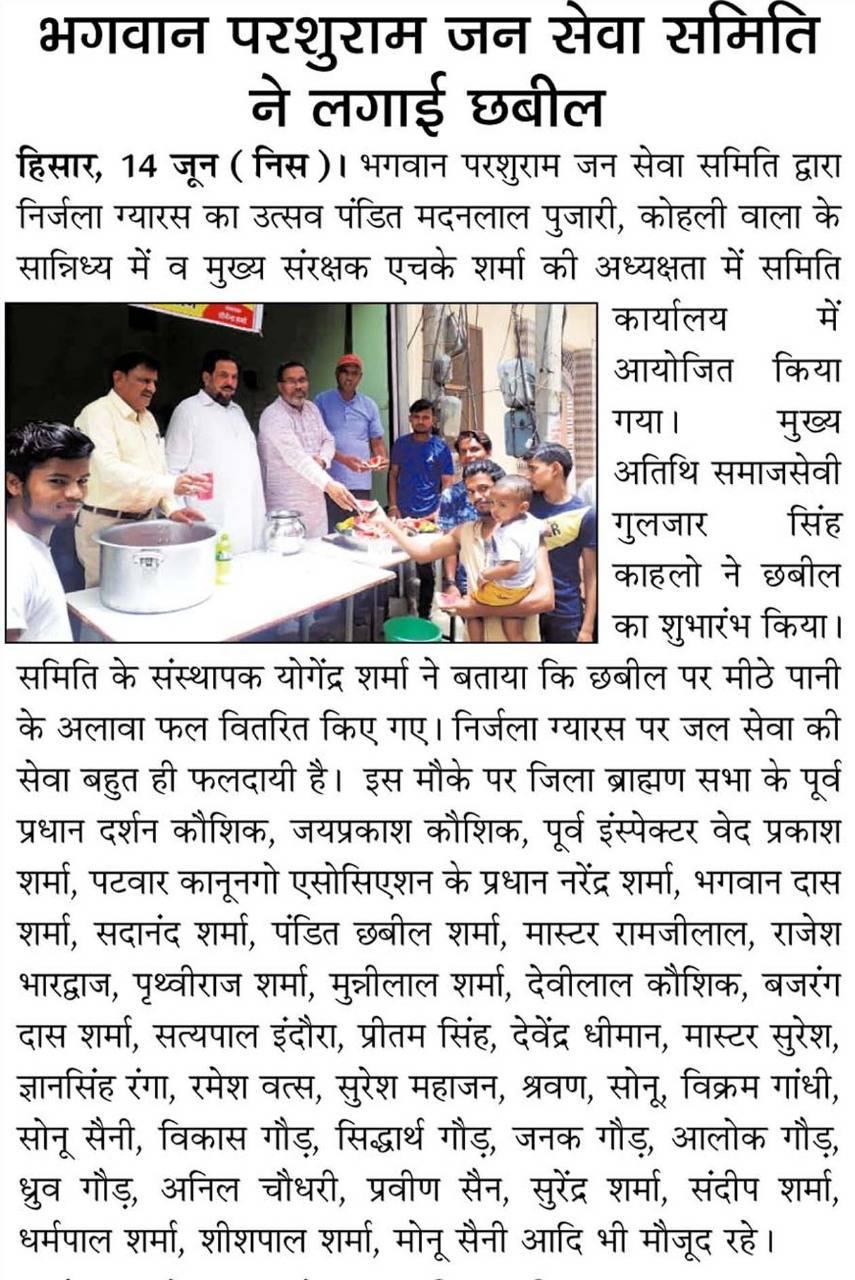 भगवान परशुराम जन सेवा समिति
ने लगाई छबील
हिसार, 14 जून ( निस )। भगवान परशुराम जन सेवा समिति द्वारा
निर्जला ग्यारस का उत्सव पंडित मदनलाल पुजारी, कोहली वाला के
सान्निध्य में व मुख्य संरक्षक एचके शर्मा की अध्यक्षता में समिति
कार्यालय में
आयोजित किया
गया। मुख्य
अतिथि समाजसेवी
गुलजार सिंह
काहलो ने छबील
का शुभारंभ किया।
समिति के संस्थापक योगेंद्र शर्मा ने बताया कि छबील पर मीठे पानी
के अलावा फल वितरित किए गए। निर्जला ग्यारस पर जल सेवा की
सेवा बहुत ही फलदायी है। इस मौके पर जिला ब्राह्मण सभा के पूर्व
प्रधान दर्शन कौशिक, जयप्रकाश कौशिक, पूर्व इंस्पेक्टर वेद प्रकाश
शर्मा, पटवार कानूनगो एसोसिएशन के प्रधान नरेंद्र शर्मा, भगवान दास
शर्मा, सदानंद शर्मा, पंडित छबील शर्मा, मास्टर रामजीलाल, राजेश
भारद्वाज, पृथ्वीराज शर्मा, मुन्नीलाल शर्मा, देवीलाल कौशिक, बजरंग
दास शर्मा, सत्यपाल इंदौरा, प्रीतम सिंह, देवेंद्र धीमान, मास्टर सुरेश,
ज्ञानसिंह रंगा, रमेश वत्स, सुरेश महाजन, श्रवण, सोनू, विक्रम गांधी,
सोनू सैनी, विकास गौड़, सिद्धार्थ गौड़, जनक गौड़, आलोक गौड़,
ध्रुव गौड़, अनिल चौधरी, प्रवीण सैन, सुरेंद्र शर्मा, संदीप शर्मा,
धर्मपाल शर्मा, शीशपाल शर्मा, मोनू सैनी आदि भी मौजूद रहे।